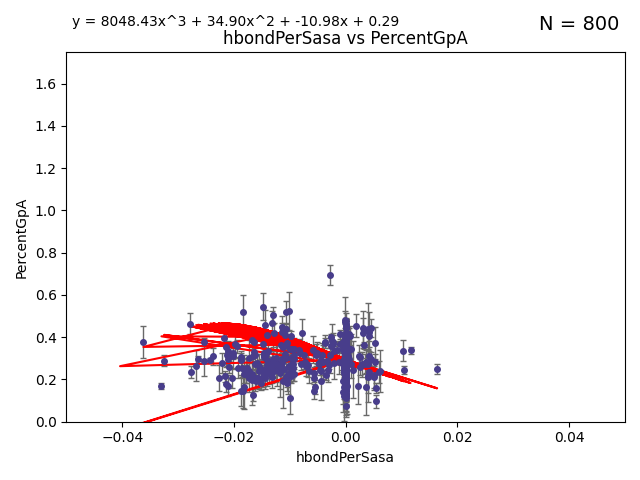 y = 8048.43x^3 + 34.90x^2 + -10.98x + 0.29
N = 800
hbondPerSasa vs PercentGpA
PercentGpA
1.6
1.4
1.2
1.0
0.8
0.6
0.4
0.2
0.0
−0.04 −0.02 0.00 0.02 0.04
hbondPerSasa